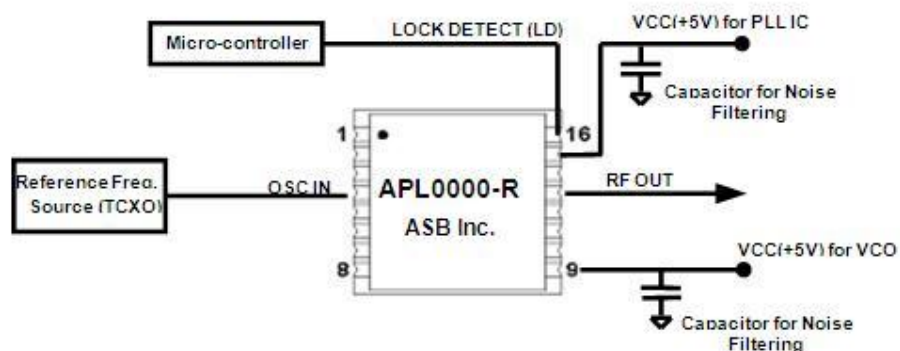 VCC(+5V) for PLL IC
LOCK DETECT (LD)
Micro-controller
Capacitor for Noise
Filtering
1
16
Reference Freq.
Source (TCXO)
OSC IN
APL0000-R
RF OUT
ASB Inc.
VCC(+5V) for VCO
8
9
Capacitor for Noise
Filtering